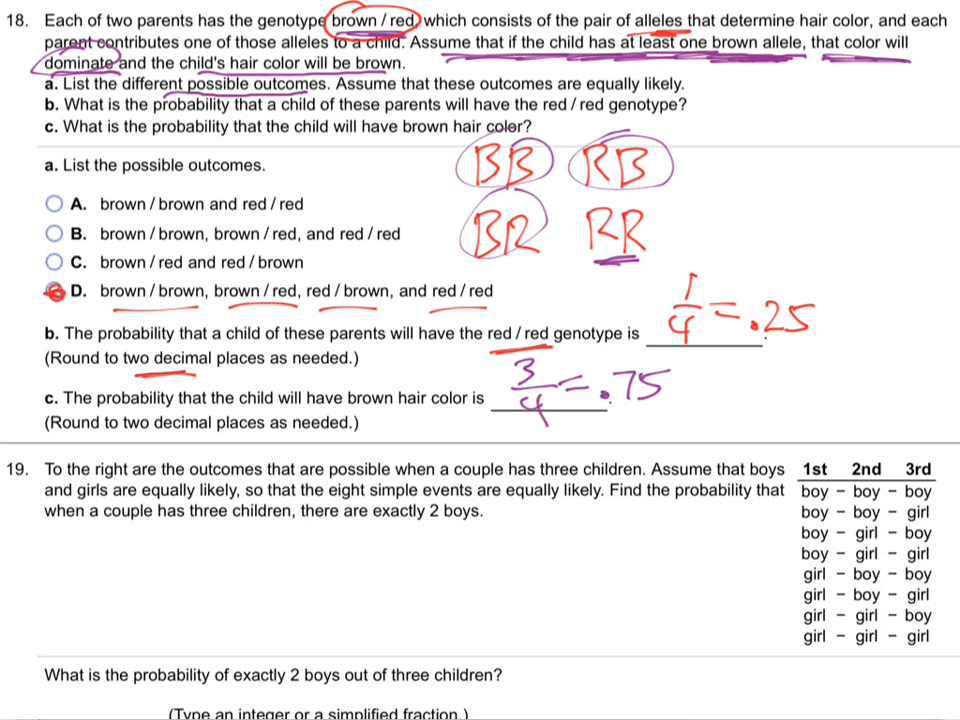 18. Each of two parents has the genotype brown / red, which consists of the pair of alleles that determine hair color, and each
parent contributes one of those alleles to a child. Assume that if the child has at least one brown allele, that color will
dominate and the child's hair color will be brown.
a. List the different possible outcomes. Assume that these outcomes are equally likely.
b. What is the probability that a child of these parents will have the red / red genotype?
c. What is the probability that the child will have brown hair color?
a. List the possible outcomes.
BB RB
A. brown / brown and red / red
B. brown / brown, brown / red, and red / red
BR RR
C. brown / red and red / brown
D. brown / brown, brown / red, red / brown, and red / red
b. The probability that a child of these parents will have the red / red genotype is ____. 1/4 = .25
(Round to two decimal places as needed.)
c. The probability that the child will have brown hair color is ____. 3/4 = .75
(Round to two decimal places as needed.)
19. To the right are the outcomes that are possible when a couple has three children. Assume that boys
and girls are equally likely, so that the eight simple events are equally likely. Find the probability that
when a couple has three children, there are exactly 2 boys.
1st 2nd 3rd
boy – boy – boy
boy – boy – girl
boy – girl – boy
boy – girl – girl
girl – boy – boy
girl – boy – girl
girl – girl – boy
girl – girl – girl
What is the probability of exactly 2 boys out of three children?
(Type an integer or a simplified fraction.)